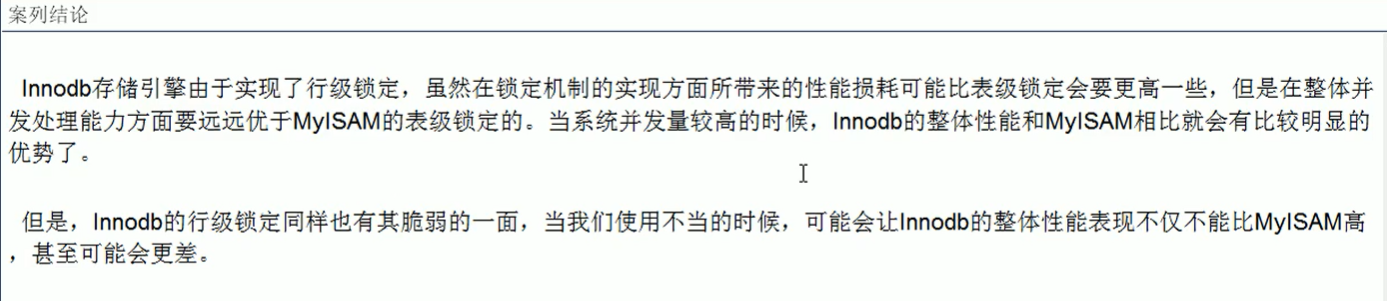 案列结论
Innodb存储引擎由于实现了行级锁定，虽然在锁定机制的实现方面所带来的性能损耗可能比表级锁定会要更高一些，但是在整体并
发处理能力方面要远远优于MyISAM的表级锁定的。当系统并发量较高的时候，Innodb的整体性能和MyISAM相比就会有比较明显的
优势了。
但是，Innodb的行级锁定同样也有其脆弱的一面，当我们使用不当的时候，可能会让Innodb的整体性能表现不仅不能比MyISAM高
，甚至可能会更差。